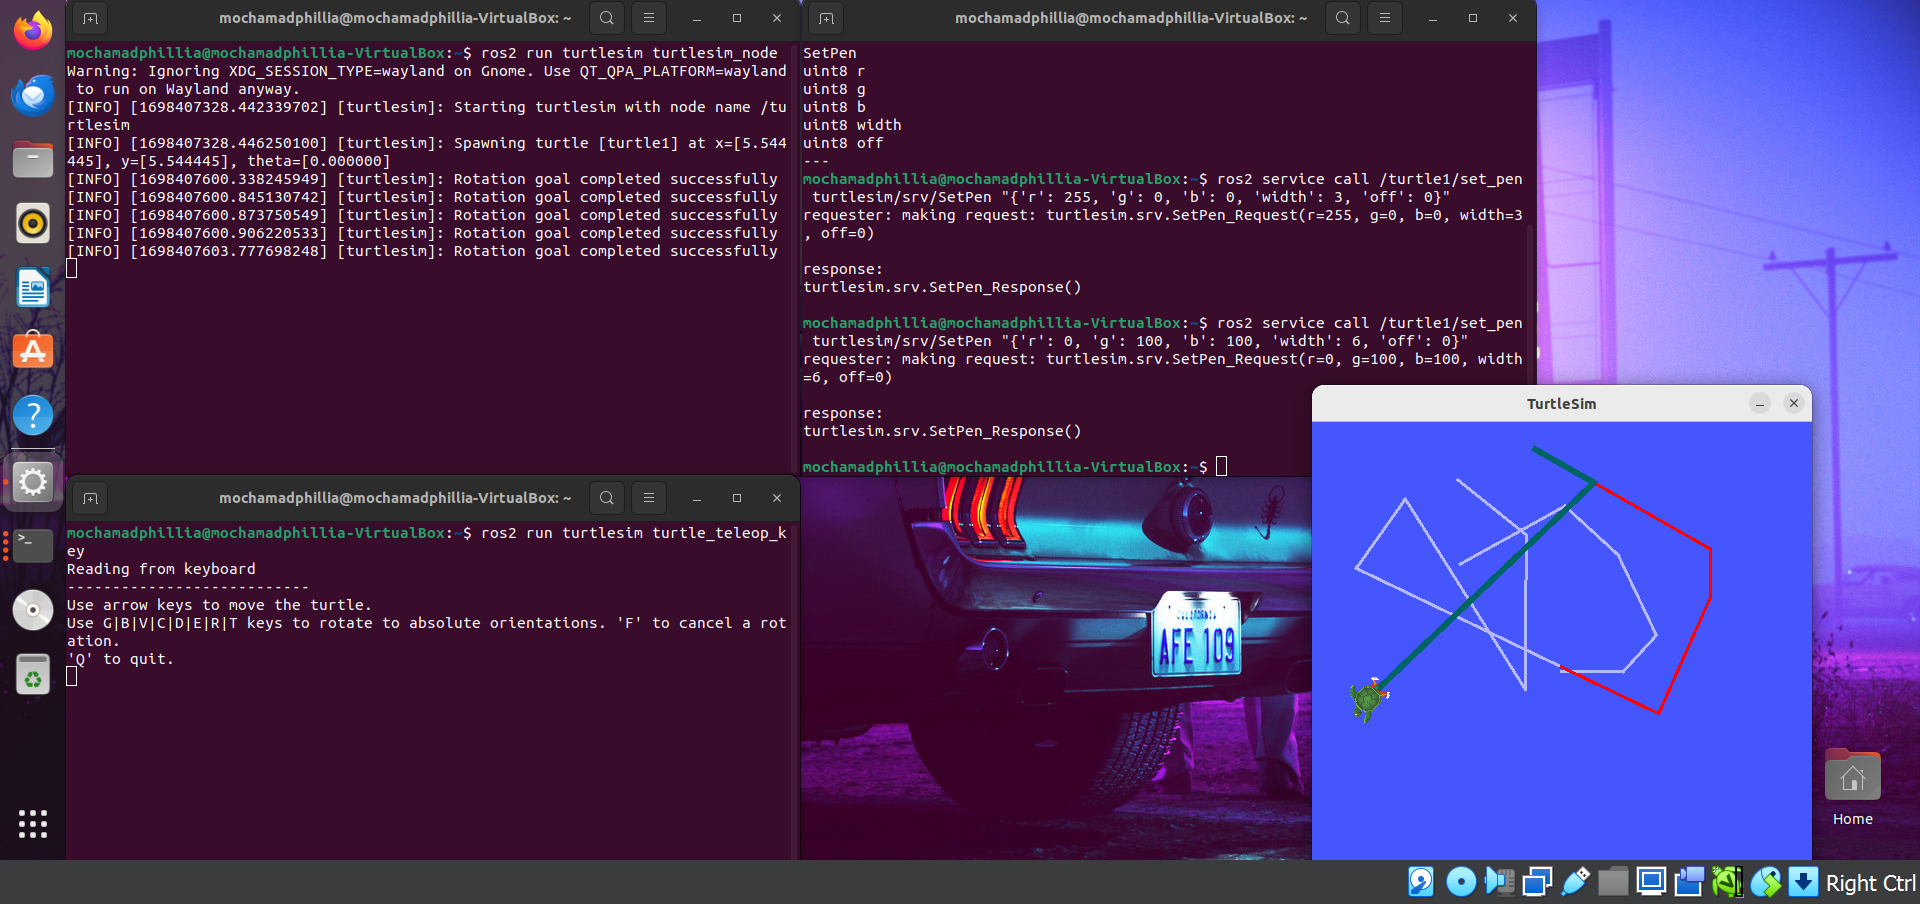 mochamadphillia@mochamadphillia-VirtualBox: ~
mochamadphillia@mochamadphillia-VirtualBox:~$ ros2 run turtlesim turtlesim_node
Warning: Ignoring XDG_SESSION_TYPE=wayland on Gnome. Use QT_QPA_PLATFORM=wayland
 to run on Wayland anyway.
[INFO] [1698407328.442339702] [turtlesim]: Starting turtlesim with node name /tu
rtlesim
[INFO] [1698407328.446250100] [turtlesim]: Spawning turtle [turtle1] at x=[5.544
445], y=[5.544445], theta=[0.000000]
[INFO] [1698407600.338245949] [turtlesim]: Rotation goal completed successfully
[INFO] [1698407600.845130742] [turtlesim]: Rotation goal completed successfully
[INFO] [1698407600.873750549] [turtlesim]: Rotation goal completed successfully
[INFO] [1698407600.906220533] [turtlesim]: Rotation goal completed successfully
[INFO] [1698407603.777698248] [turtlesim]: Rotation goal completed successfully
mochamadphillia@mochamadphillia-VirtualBox: ~
SetPen
uint8 r
uint8 g
uint8 b
uint8 width
uint8 off
---
mochamadphillia@mochamadphillia-VirtualBox:~$ ros2 service call /turtle1/set_pen
 turtlesim/srv/SetPen "{'r': 255, 'g': 0, 'b': 0, 'width': 3, 'off': 0}"
requester: making request: turtlesim.srv.SetPen_Request(r=255, g=0, b=0, width=3
, off=0)
response:
turtlesim.srv.SetPen_Response()
mochamadphillia@mochamadphillia-VirtualBox:~$ ros2 service call /turtle1/set_pen
 turtlesim/srv/SetPen "{'r': 0, 'g': 100, 'b': 100, 'width': 6, 'off': 0}"
requester: making request: turtlesim.srv.SetPen_Request(r=0, g=100, b=100, width
=6, off=0)
response:
turtlesim.srv.SetPen_Response()
mochamadphillia@mochamadphillia-VirtualBox:~$
mochamadphillia@mochamadphillia-VirtualBox: ~
mochamadphillia@mochamadphillia-VirtualBox:~$ ros2 run turtlesim turtle_teleop_k
ey
Reading from keyboard
---------------------------
Use arrow keys to move the turtle.
Use G|B|V|C|D|E|R|T keys to rotate to absolute orientations. 'F' to cancel a rot
ation.
'Q' to quit.
TurtleSim
CALIFORNIA
AFE 109
Home
Right Ctrl